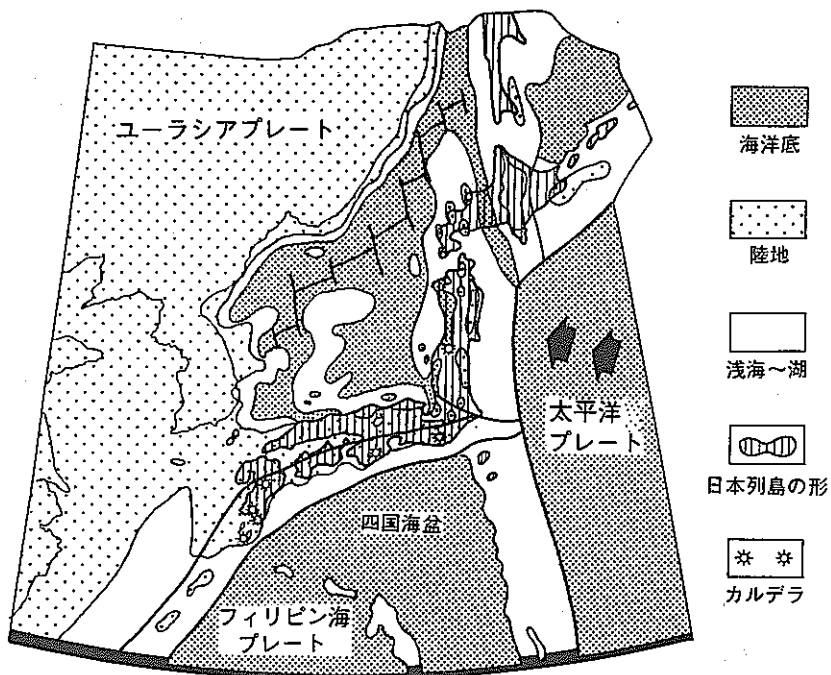 ユーラシアプレート
太平洋
プレート
四国海盆
フィリピン海
プレート
海洋底
陸地
浅海～湖
日本列島の形
カルデラ